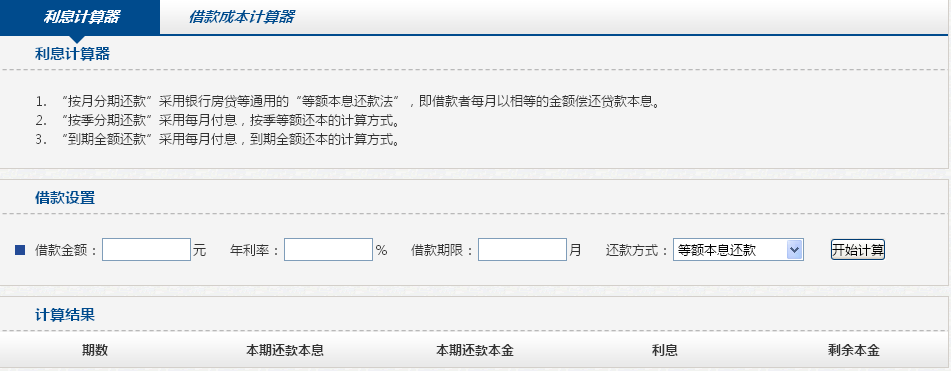 利息计算器 借款成本计算器
利息计算器
1. “按月分期还款”采用银行房贷等通用的“等额本息还款法”，即借款者每月以相等的金额偿还贷款本息。
2. “按季分期还款”采用每月付息，按季等额还本的计算方式。
3. “到期全额还款”采用每月付息，到期全额还本的计算方式。
借款设置
借款金额： 元 年利率： % 借款期限： 月 还款方式： 等额本息还款 开始计算
计算结果
期数 本期还款本息 本期还款本金 利息 剩余本金